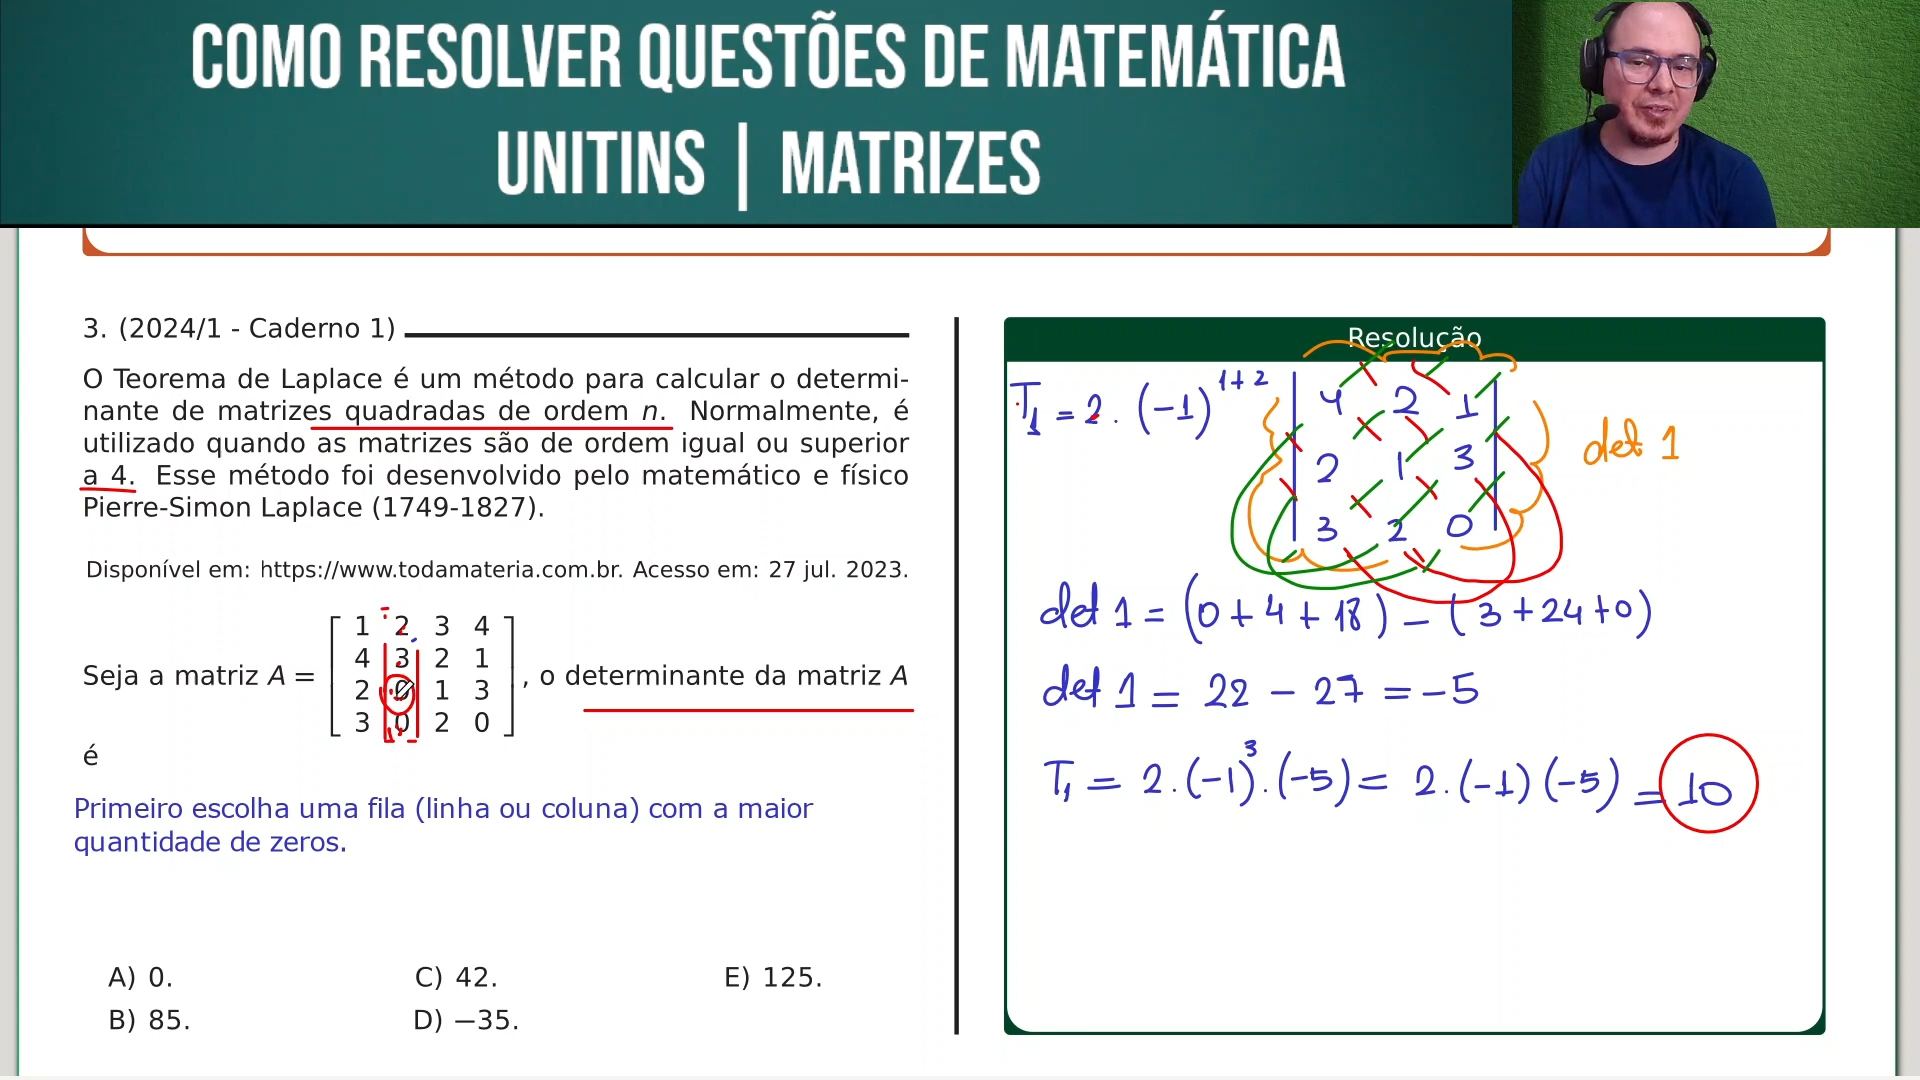 COMO RESOLVER QUESTÕES DE MATEMÁTICA
UNITINS | MATRIZES
3. (2024/1 - Caderno 1)
O Teorema de Laplace é um método para calcular o determi-
nante de matrizes quadradas de ordem n. Normalmente, é
utilizado quando as matrizes são de ordem igual ou superior
a 4. Esse método foi desenvolvido pelo matemático e físico
Pierre-Simon Laplace (1749-1827).
Disponível em: https://www.todamateria.com.br. Acesso em: 27 jul. 2023.
1 2 3 4
4 3 2 1
Seja a matriz A = , o determinante da matriz A
2 0 1 3
3 0 2 0
é
Primeiro escolha uma fila (linha ou coluna) com a maior
quantidade de zeros.
A) 0.
B) 85.
C) 42.
D) −35.
E) 125.
Resolução
T1 = 2 . (-1)^1+2 | 4 2 1 |
2 1 3
3 2 0
det 1
det 1 = (0 + 4 + 18) - (3 + 24 + 0)
det 1 = 22 - 27 = -5
T1 = 2 . (-1)^3 . (-5) = 2 . (-1) (-5) = 10